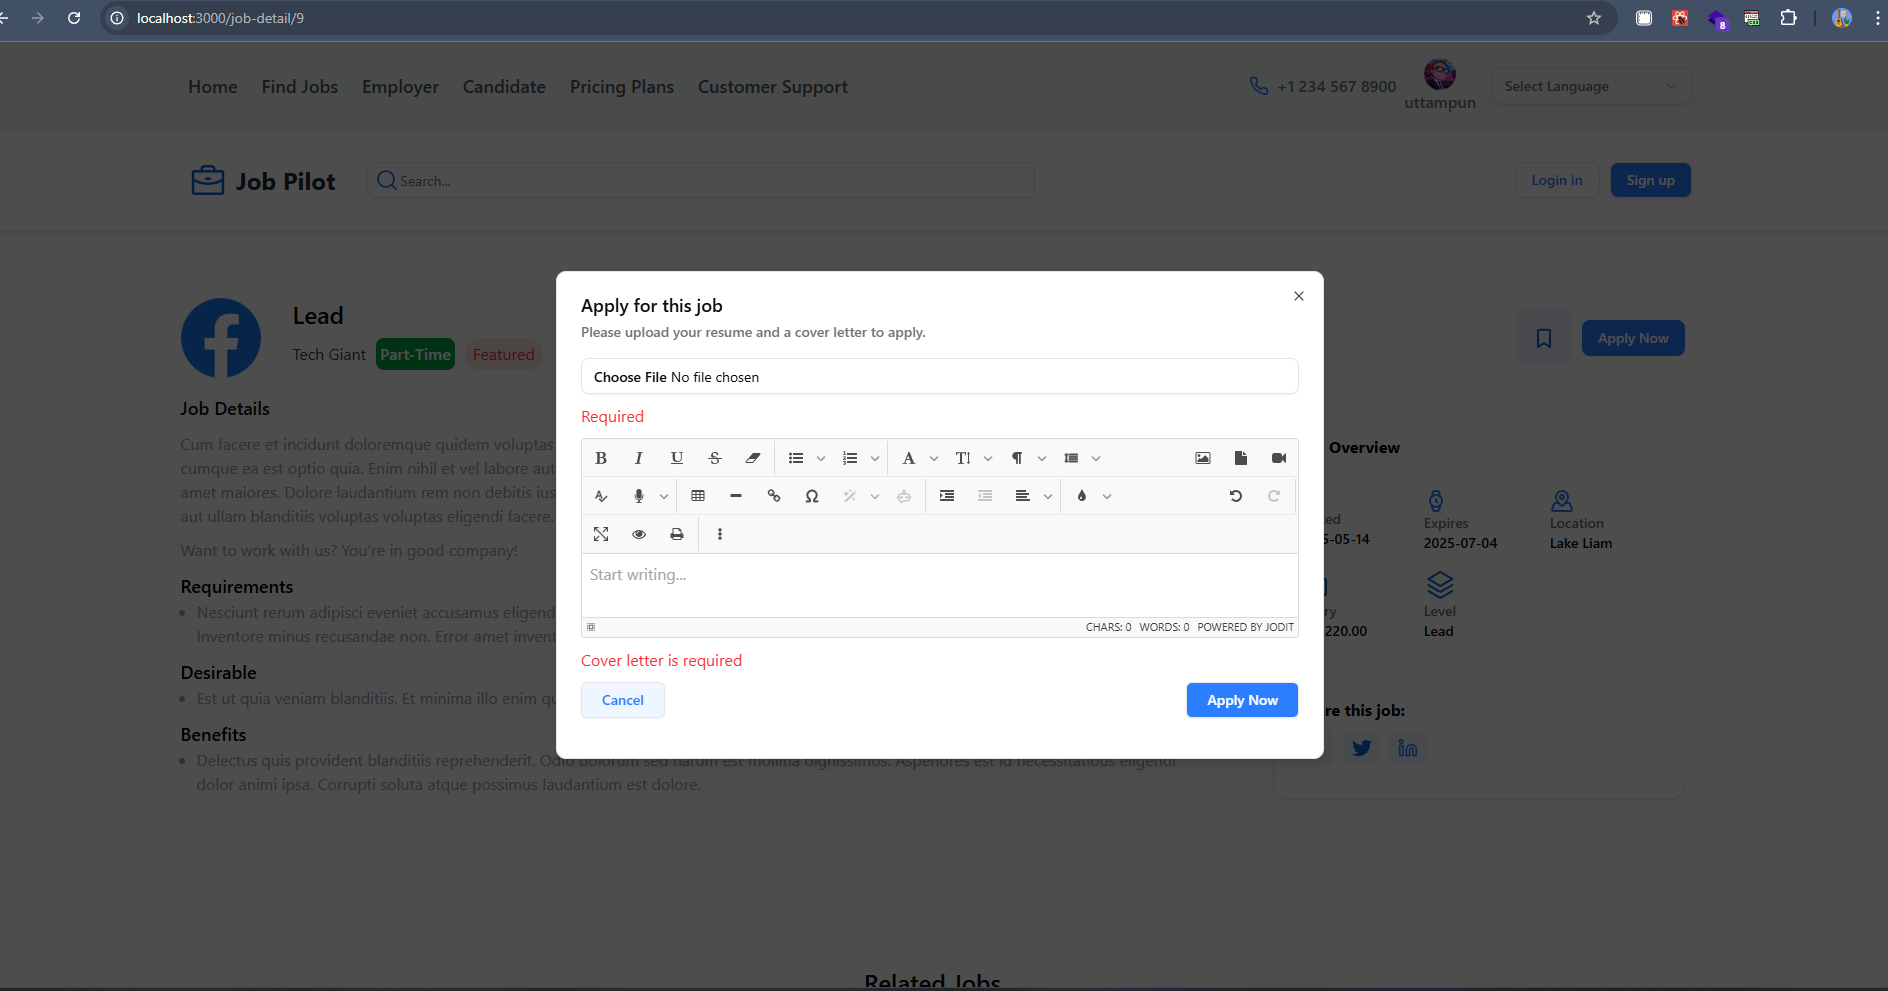 localhost:3000/job-detail/9
8
Home Find Jobs Employer Candidate Pricing Plans Customer Support
+1 234 567 8900
uttampun
Select Language
Job Pilot
Search...
Login in
Sign up
Lead
Tech Giant Part-Time Featured
Apply Now
Job Details
Cum facere et incidunt doloremque quidem voluptas
cumque ea est optio quia. Enim nihil et vel labore aut
amet maiores. Dolore laudantium rem non debitis ius
aut ullam blanditiis voluptas voluptas eligendi facere.
Want to work with us? You're in good company!
Requirements
Nesciunt rerum adipisci eveniet accusamus eligend
Inventore minus recusandae non. Error amet invent
Desirable
Est ut quia veniam blanditiis. Et minima illo enim qu
Benefits
Delectus quis provident blanditiis reprehenderit. Odio dolorum sed harum est mollitia dignissimos. Asperiores est id necessitatibus eligendi
dolor animi ipsa. Corrupti soluta atque possimus laudantium est dolore.
Apply for this job
Please upload your resume and a cover letter to apply.
Choose File No file chosen
Required
Start writing...
CHARS: 0 WORDS: 0 POWERED BY JODIT
Cover letter is required
Cancel
Apply Now
Overview
ed
5-05-14
Expires
2025-07-04
Location
Lake Liam
ry
220.00
Level
Lead
re this job:
Related Jobs